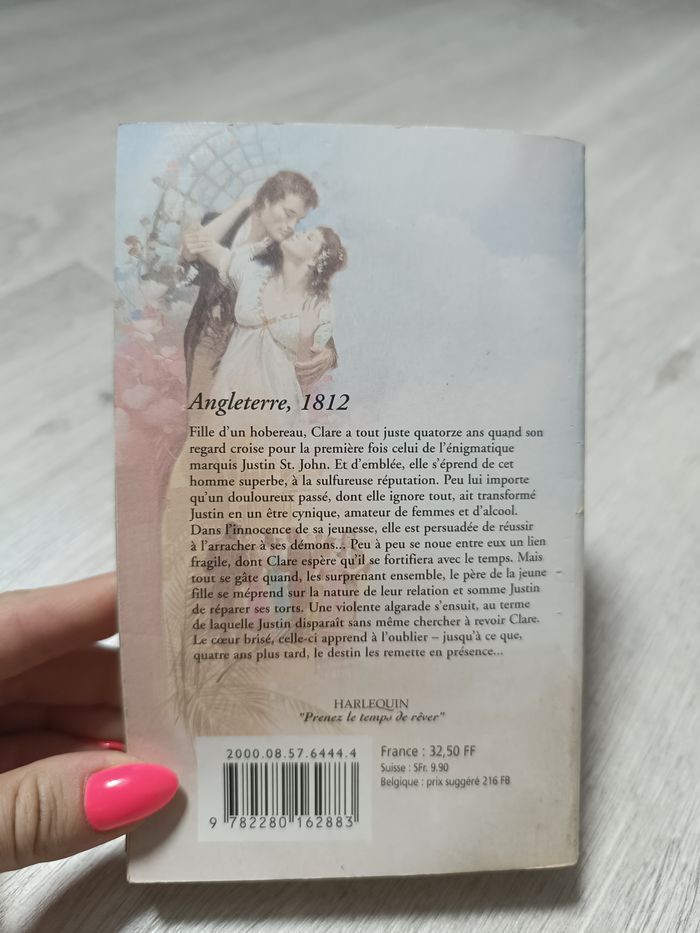 Angleterre, 1812
Fille d'un hobereau, Clare a tout juste quatorze ans quand son
regard croise pour la première fois celui de l'énigmatique
marquis Justin St. John. Et d'emblée, elle s'éprend de cet
homme superbe, à la sulfureuse réputation. Peu lui importe
qu'un douloureux passé, dont elle ignore tout, ait transformé
Justin en un être cynique, amateur de femmes et d'alcool.
Dans l'innocence de sa jeunesse, elle est persuadée de réussir
à l'arracher à ses démons... Peu à peu se noue entre eux un lien
fragile, dont Clare espère qu'il se fortifiera avec le temps. Mais
tout se gâte quand, les surprenant ensemble, le père de la jeune
fille se méprend sur la nature de leur relation et somme Justin
de réparer ses torts. Une violente algarade s'ensuit, au terme
de laquelle Justin disparaît sans même chercher à revoir Clare.
Le cœur brisé, celle-ci apprend à l'oublier – jusqu'à ce que,
quatre ans plus tard, le destin les remette en présence...
HARLEQUIN
"Prenez le temps de rêver"
2000.08.57.6444.4
9 782280 162883
France : 32,50 FF
Suisse : SFr. 9.90
Belgique : prix suggéré 216 FB